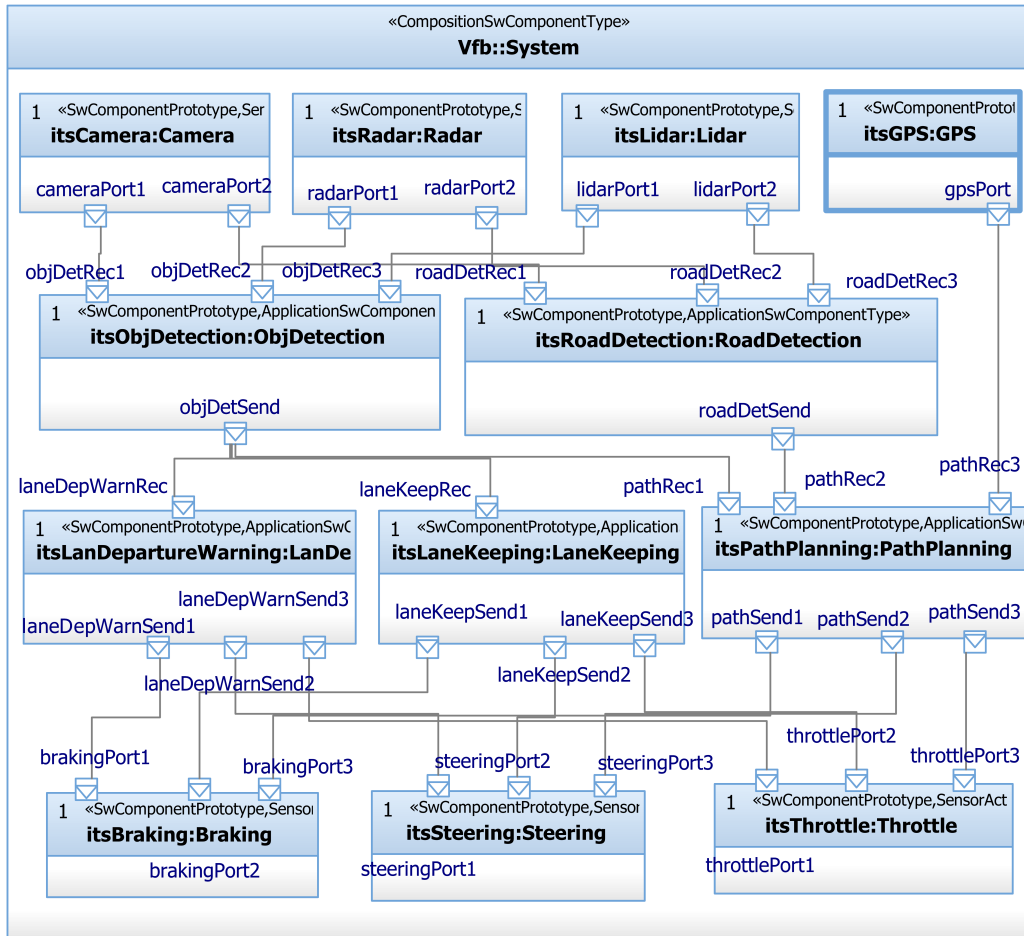 «CompositionSwComponentType»
Vfb::System
1 «SwComponentPrototype,Ser
itsCamera:Camera
1 «SwComponentPrototype,S
itsRadar:Radar
1 «SwComponentPrototype,S
itsLidar:Lidar
1 «SwComponentProtot
itsGPS:GPS
cameraPort1
cameraPort2
radarPort1
radarPort2
lidarPort1
lidarPort2
gpsPort
objDetRec1
objDetRec2
objDetRec3
roadDetRec1
roadDetRec2
roadDetRec3
1 «SwComponentPrototype,ApplicationSwComponen
itsObjDetection:ObjDetection
1 «SwComponentPrototype,ApplicationSwComponentType»
itsRoadDetection:RoadDetection
objDetSend
roadDetSend
laneDepWarnRec
laneKeepRec
pathRec1
pathRec2
pathRec3
1 «SwComponentPrototype,ApplicationSwC
itsLanDepartureWarning:LanDe
1 «SwComponentPrototype,Application
itsLaneKeeping:LaneKeeping
1 «SwComponentPrototype,ApplicationSwC
itsPathPlanning:PathPlanning
laneDepWarnSend3
laneDepWarnSend1
laneKeepSend1
laneKeepSend3
pathSend1
pathSend2
pathSend3
laneDepWarnSend2
laneKeepSend2
brakingPort1
brakingPort3
steeringPort2
steeringPort3
throttlePort2
throttlePort3
1 «SwComponentPrototype,Sensor
itsBraking:Braking
brakingPort2
1 «SwComponentPrototype,Sensor
itsSteering:Steering
steeringPort1
1 «SwComponentPrototype,SensorAct
itsThrottle:Throttle
throttlePort1